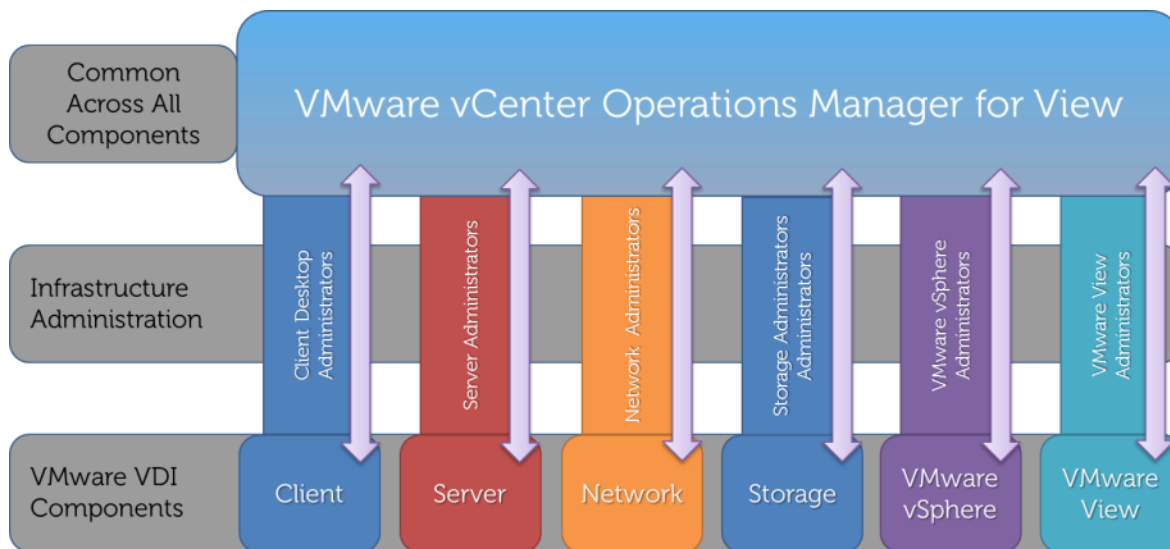 Common
Across All
Components
VMware vCenter Operations Manager for View
Infrastructure
Administration
Client Desktop
Administrators
Server Administrators
Network Administrators
Storage Administrators
Administrators
VMware vSphere
Administrators
VMware View
Administrators
VMware VDI
Components
Client
Server
Network
Storage
VMware
vSphere
VMware
View